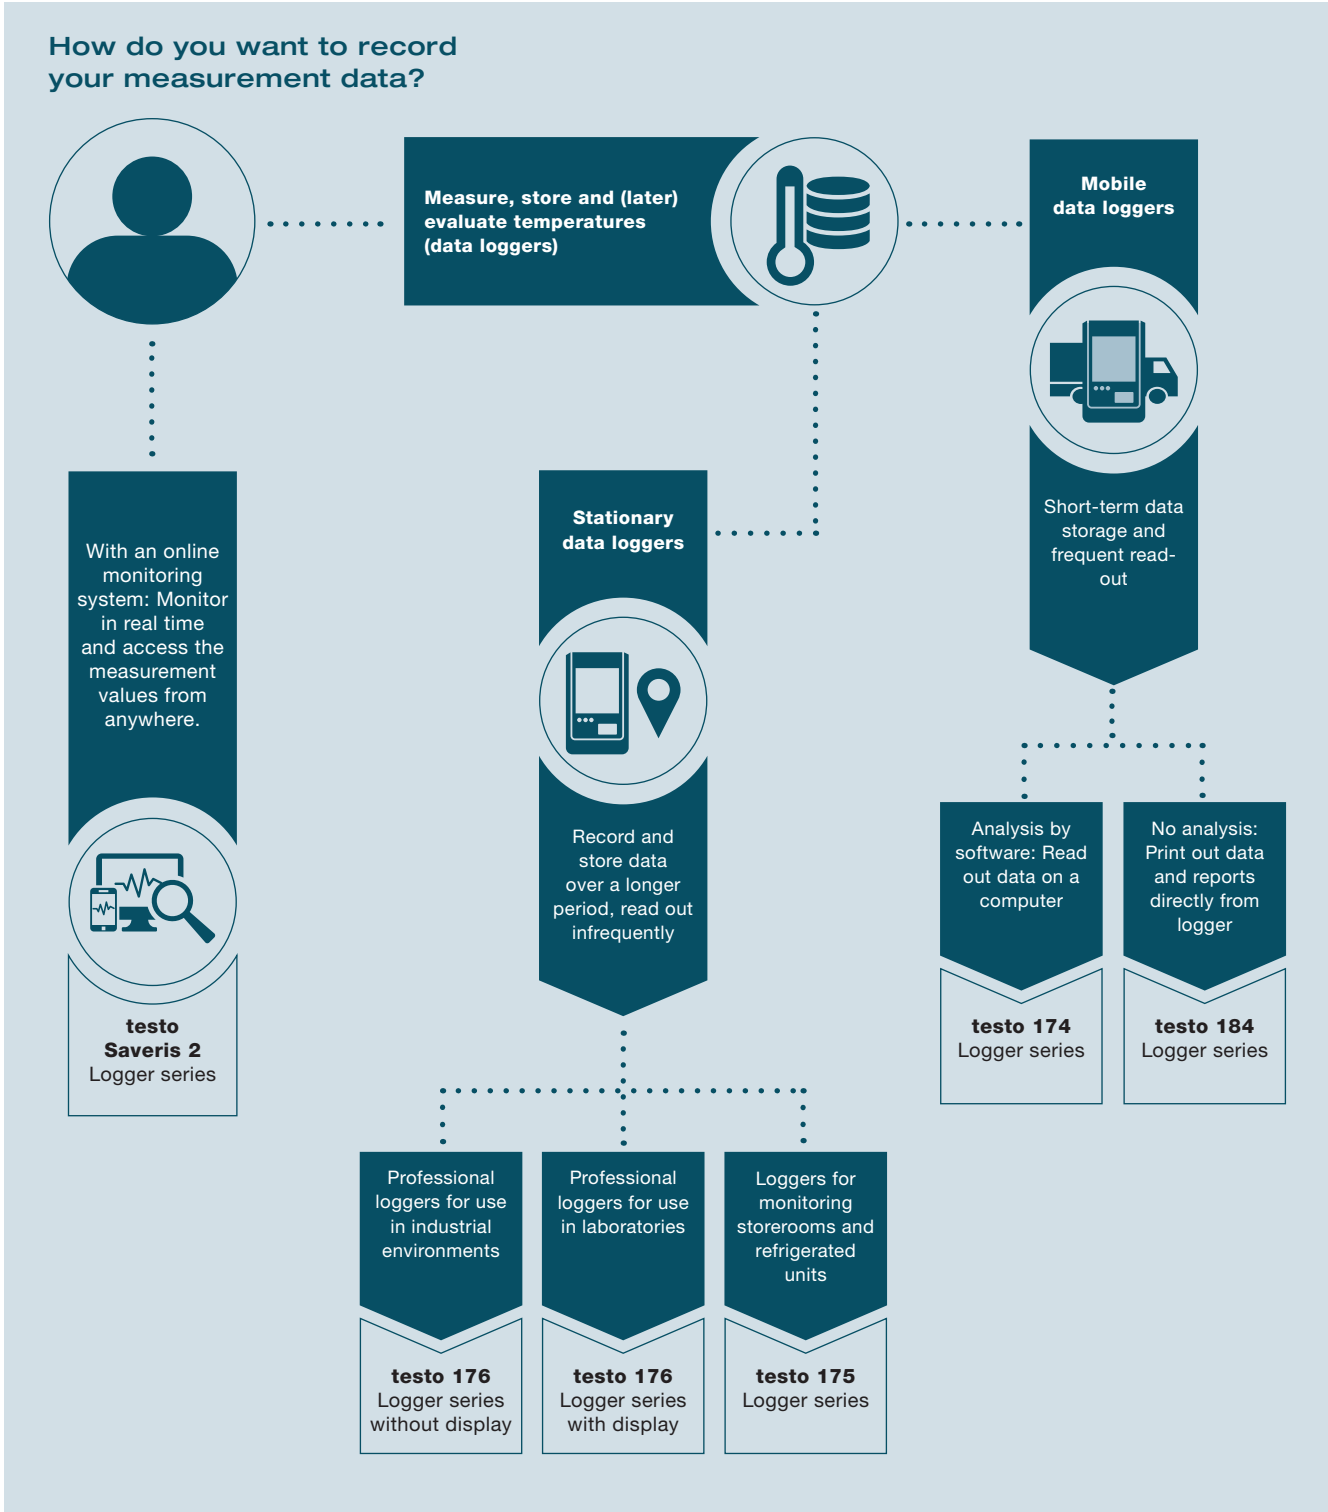 How do you want to record
your measurement data?
Measure, store and (later)
evaluate temperatures
(data loggers)
Mobile
data loggers
Short-term data
storage and
frequent read-
out
With an online
monitoring
system: Monitor
in real time
and access the
measurement
values from
anywhere.
testo
Saveris 2
Logger series
Stationary
data loggers
Record and
store data
over a longer
period, read out
infrequently
Analysis by
software: Read
out data on a
computer
testo 174
Logger series
No analysis:
Print out data
and reports
directly from
logger
testo 184
Logger series
Professional
loggers for use
in industrial
environments
testo 176
Logger series
without display
Professional
loggers for use
in laboratories
testo 176
Logger series
with display
Loggers for
monitoring
storerooms and
refrigerated
units
testo 175
Logger series